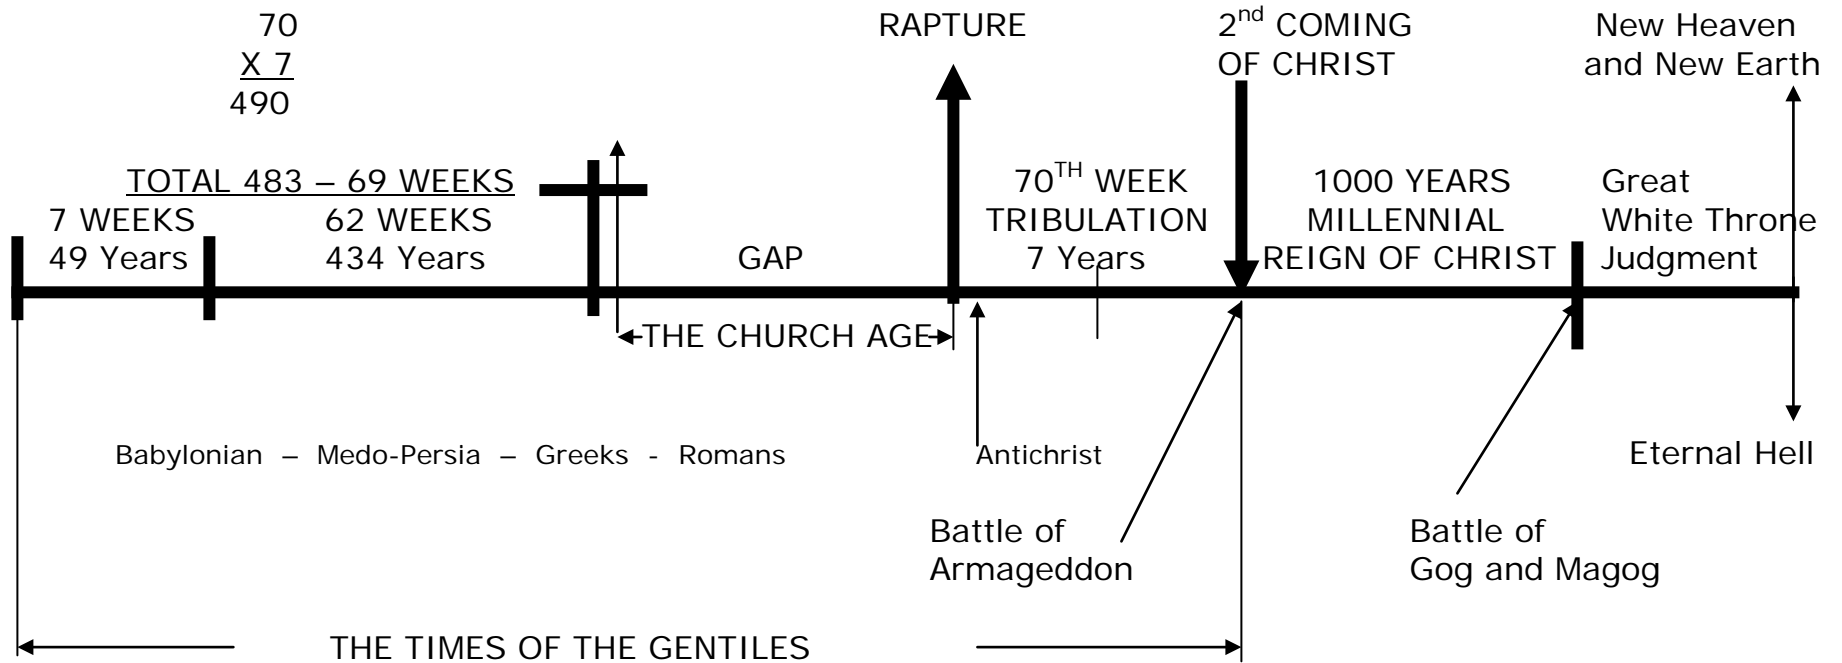 70
X 7
490
RAPTURE
2nd COMING
OF CHRIST
New Heaven
and New Earth
TOTAL 483 – 69 WEEKS
7 WEEKS
49 Years
62 WEEKS
434 Years
GAP
70TH WEEK
TRIBULATION
7 Years
1000 YEARS
MILLENNIAL
REIGN OF CHRIST
Great
White Throne
Judgment
THE CHURCH AGE
Babylonian – Medo-Persia – Greeks - Romans
Antichrist
Eternal Hell
Battle of
Armageddon
Battle of
Gog and Magog
THE TIMES OF THE GENTILES